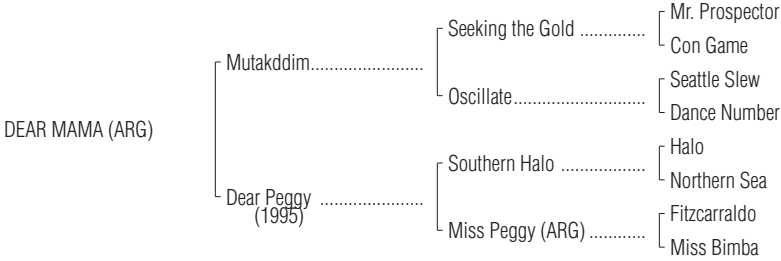 Mr. Prospector
Seeking the Gold ..............
Con Game
Mutakddim........................
Seattle Slew
Oscillate............................
Dance Number
DEAR MAMA (ARG)
Halo
Southern Halo ..................
Northern Sea
Dear Peggy ......................
(1995)
Fitzcarraldo
Miss Peggy (ARG) ............
Miss Bimba